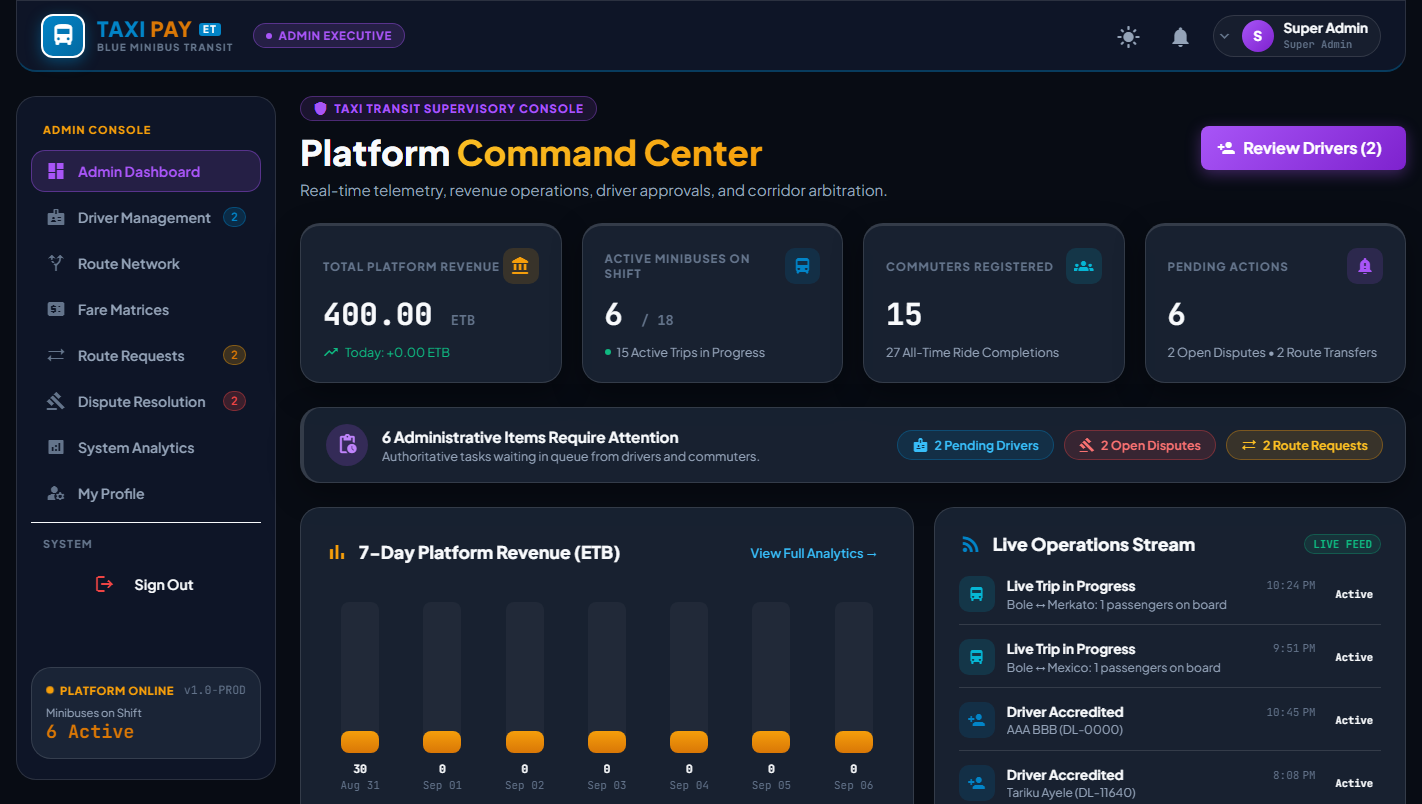 TAXI PAY ET
BLUE MINIBUS TRANSIT
ADMIN EXECUTIVE
S
Super Admin
Super Admin
ADMIN CONSOLE
Admin Dashboard
Driver Management 2
Route Network
Fare Matrices
Route Requests 2
Dispute Resolution 2
System Analytics
My Profile
SYSTEM
Sign Out
PLATFORM ONLINE v1.0-PROD
Minibuses on Shift
6 Active
TAXI TRANSIT SUPERVISORY CONSOLE
Platform Command Center
Real-time telemetry, revenue operations, driver approvals, and corridor arbitration.
Review Drivers (2)
TOTAL PLATFORM REVENUE
400.00 ETB
Today: +0.00 ETB
ACTIVE MINIBUSES ON
SHIFT
6 / 18
15 Active Trips in Progress
COMMUTERS REGISTERED
15
27 All-Time Ride Completions
PENDING ACTIONS
6
2 Open Disputes • 2 Route Transfers
6 Administrative Items Require Attention
Authoritative tasks waiting in queue from drivers and commuters.
2 Pending Drivers
2 Open Disputes
2 Route Requests
7-Day Platform Revenue (ETB)
View Full Analytics →
30 0 0 0 0 0 0
Aug 31 Sep 01 Sep 02 Sep 03 Sep 04 Sep 05 Sep 06
Live Operations Stream
LIVE FEED
Live Trip in Progress 10:24 PM Active
Bole ↔ Merkato: 1 passengers on board
Live Trip in Progress 9:51 PM Active
Bole ↔ Mexico: 1 passengers on board
Driver Accredited 10:45 PM Active
AAA BBB (DL-0000)
Driver Accredited 8:08 PM Active
Tariku Ayele (DL-11640)